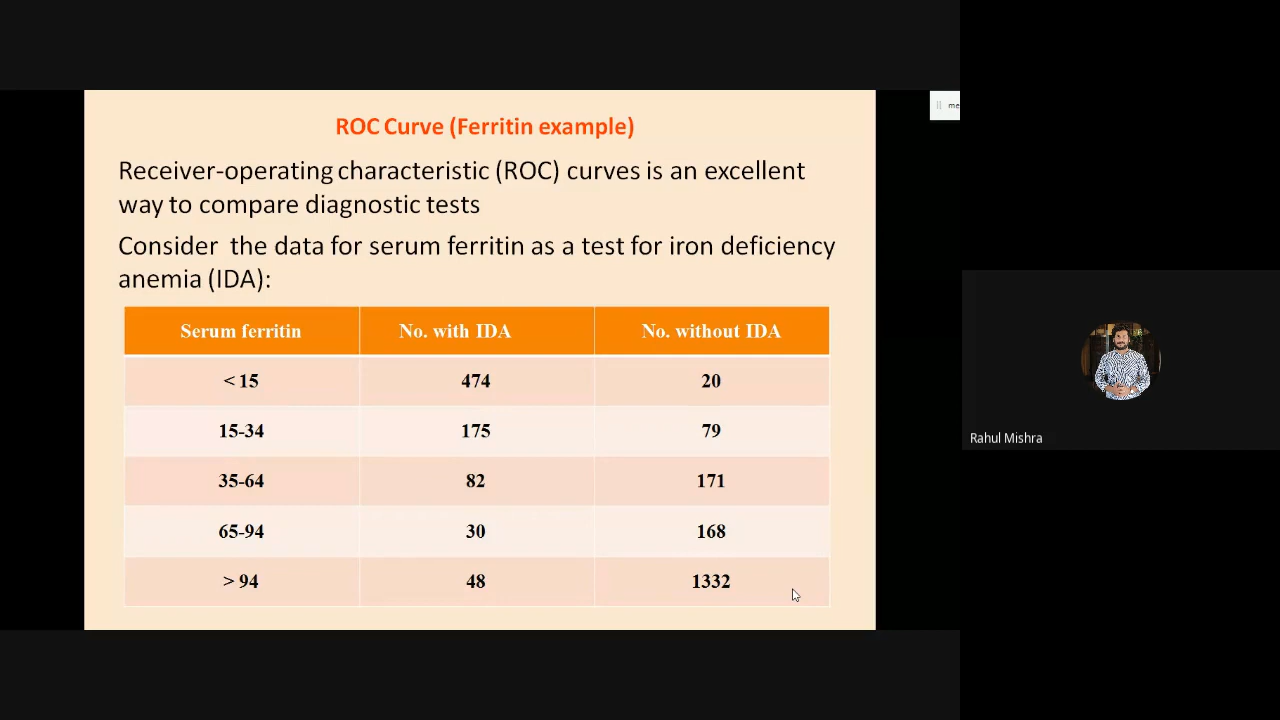 ROC Curve (Ferritin example)
Receiver-operating characteristic (ROC) curves is an excellent
way to compare diagnostic tests
Consider the data for serum ferritin as a test for iron deficiency
anemia (IDA):
Serum ferritin No. with IDA No. without IDA
< 15 474 20
15-34 175 79
35-64 82 171
65-94 30 168
> 94 48 1332
me
Rahul Mishra